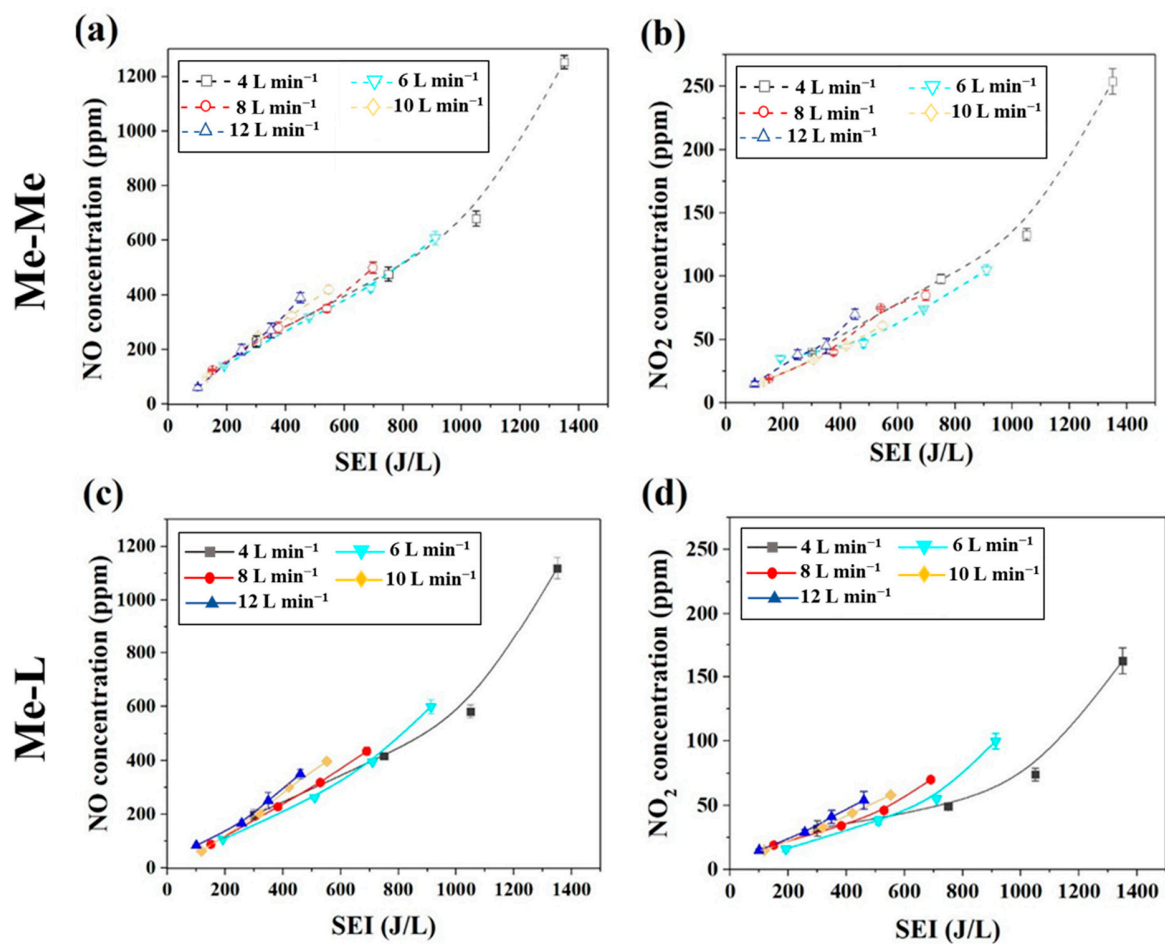 (a)
NO concentration (ppm)
1200
1000
800
600
400
200
0
0 200 400 600 800 1000 1200 1400
SEI (J/L)
4 L min⁻¹ 6 L min⁻¹
8 L min⁻¹ 10 L min⁻¹
12 L min⁻¹
(b)
NO₂ concentration (ppm)
250
200
150
100
50
0
0 200 400 600 800 1000 1200 1400
SEI (J/L)
4 L min⁻¹ 6 L min⁻¹
8 L min⁻¹ 10 L min⁻¹
12 L min⁻¹
Me-Me
(c)
NO concentration (ppm)
1200
1000
800
600
400
200
0
0 200 400 600 800 1000 1200 1400
SEI (J/L)
4 L min⁻¹ 6 L min⁻¹
8 L min⁻¹ 10 L min⁻¹
12 L min⁻¹
(d)
NO₂ concentration (ppm)
250
200
150
100
50
0
0 200 400 600 800 1000 1200 1400
SEI (J/L)
4 L min⁻¹ 6 L min⁻¹
8 L min⁻¹ 10 L min⁻¹
12 L min⁻¹
Me-L